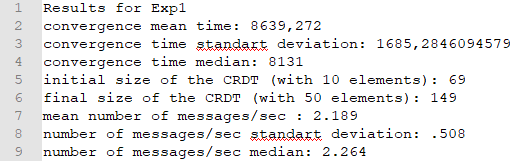 1 Results for Exp1
2 convergence mean time: 8639,272
3 convergence time standart deviation: 1685,2846094579
4 convergence time median: 8131
5 initial size of the CRDT (with 10 elements): 69
6 final size of the CRDT (with 50 elements): 149
7 mean number of messages/sec : 2.189
8 number of messages/sec standart deviation: .508
9 number of messages/sec median: 2.264